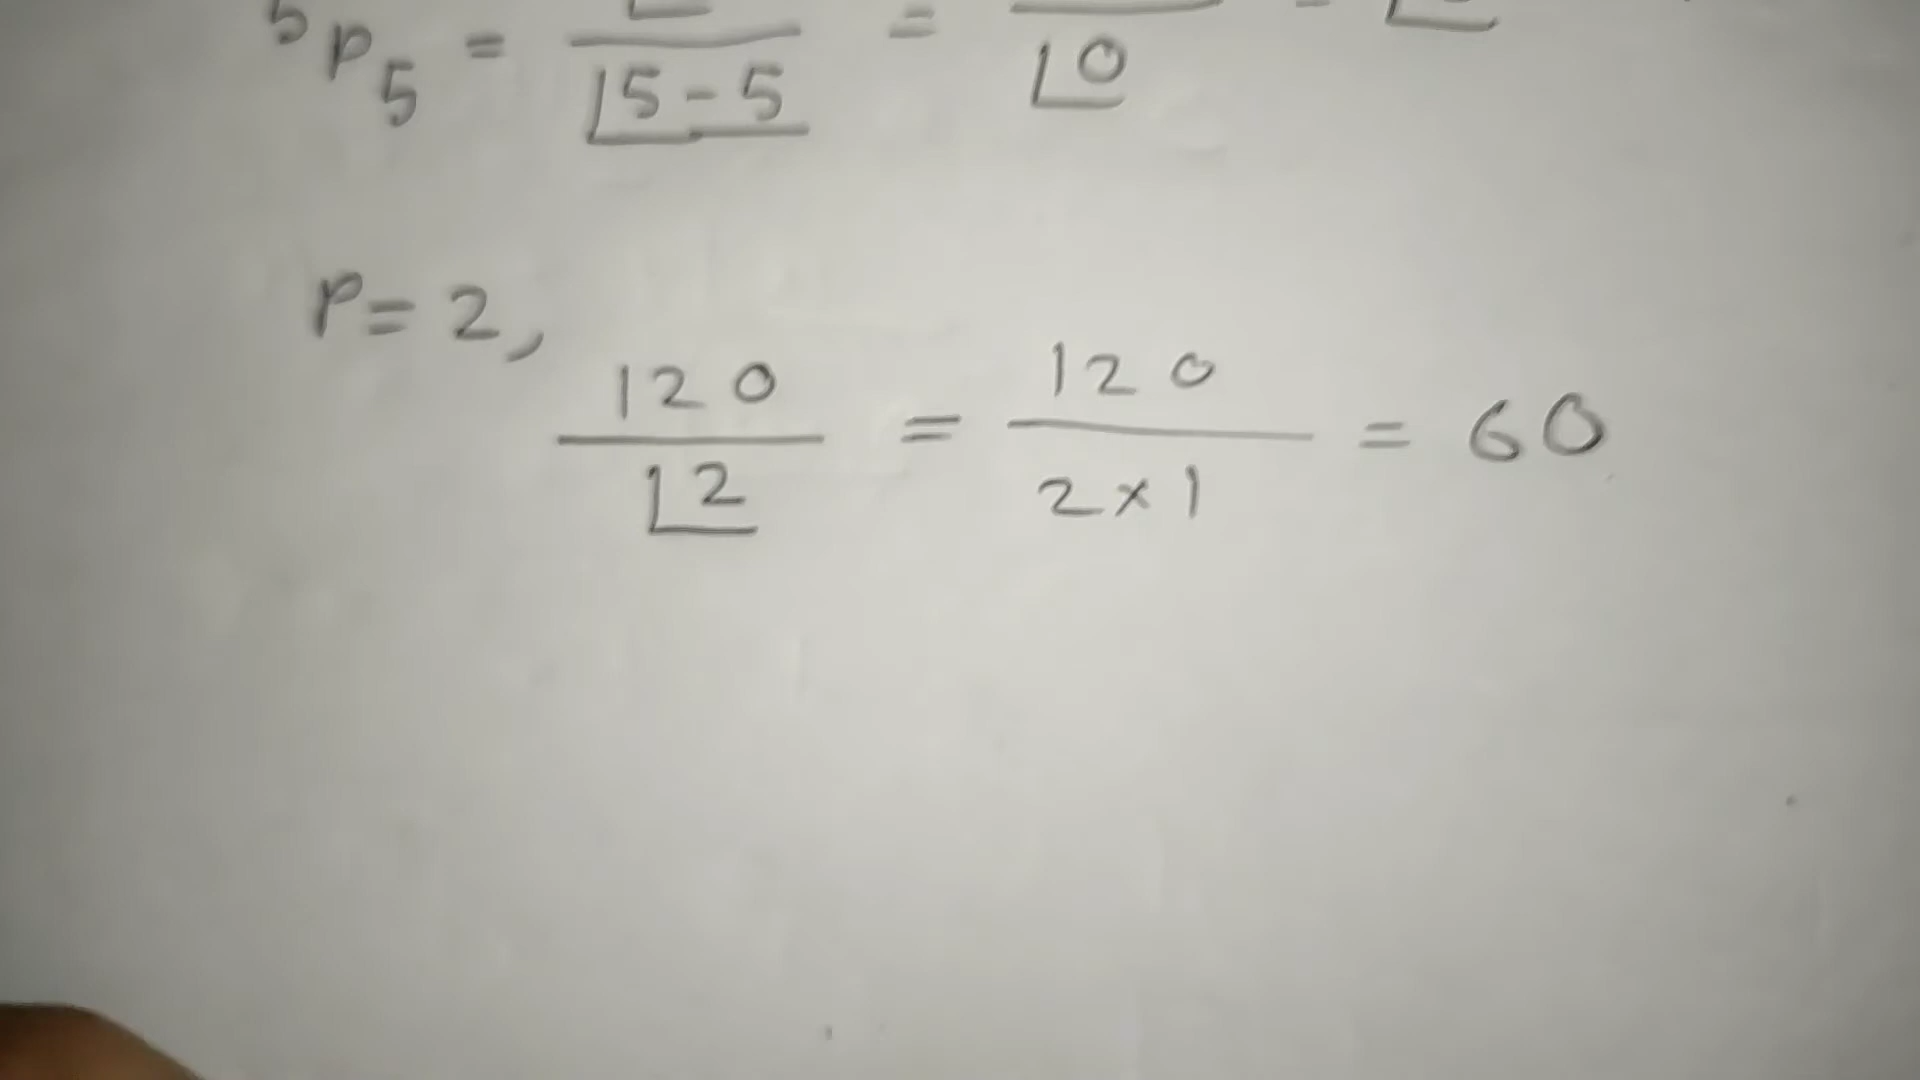 ⁵P₅ = ⌊ / ⌊5-5 = / ⌊0 = ⌊
P= 2,
120 / ⌊2 = 120 / 2×1 = 60